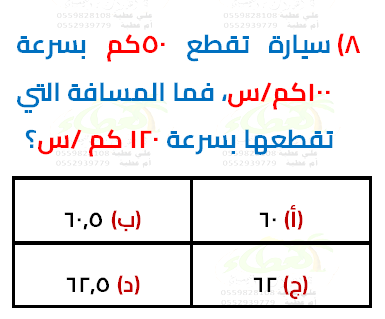 ٨) سيارة تقطع ٥٠كم بسرعة
١٠٠كم/س، فما المسافة التي
تقطعها بسرعة ١٢٠ كم /س؟
(أ) ٦٠
(ب) ٦٠,٥
(ج) ٦٢
(د) ٦٢,٥